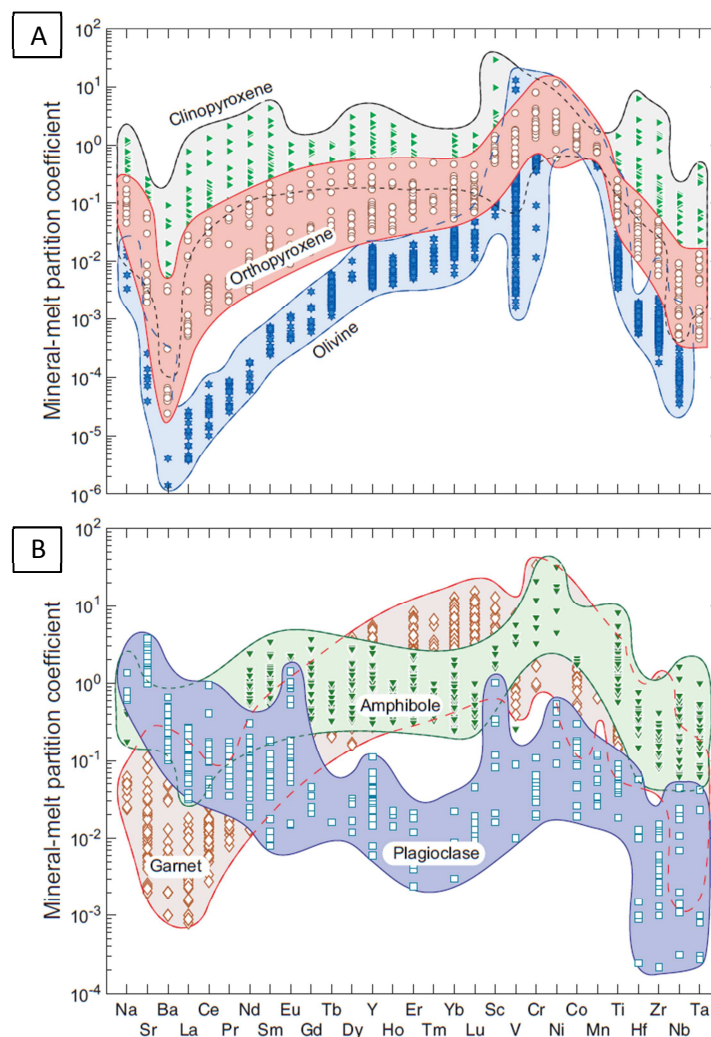 A
10²
10¹
10⁰
10⁻¹
10⁻²
10⁻³
10⁻⁴
10⁻⁵
10⁻⁶
Mineral-melt partition coefficient
Clinopyroxene
Orthopyroxene
Olivine
B
10²
10¹
10⁰
10⁻¹
10⁻²
10⁻³
10⁻⁴
Mineral-melt partition coefficient
Amphibole
Garnet
Plagioclase
Na Ba Ce Nd Eu Tb Y Er Yb Sc Cr Co Ti Zr Ta
Sr La Pr Sm Gd Dy Ho Tm Lu V Ni Mn Hf Nb